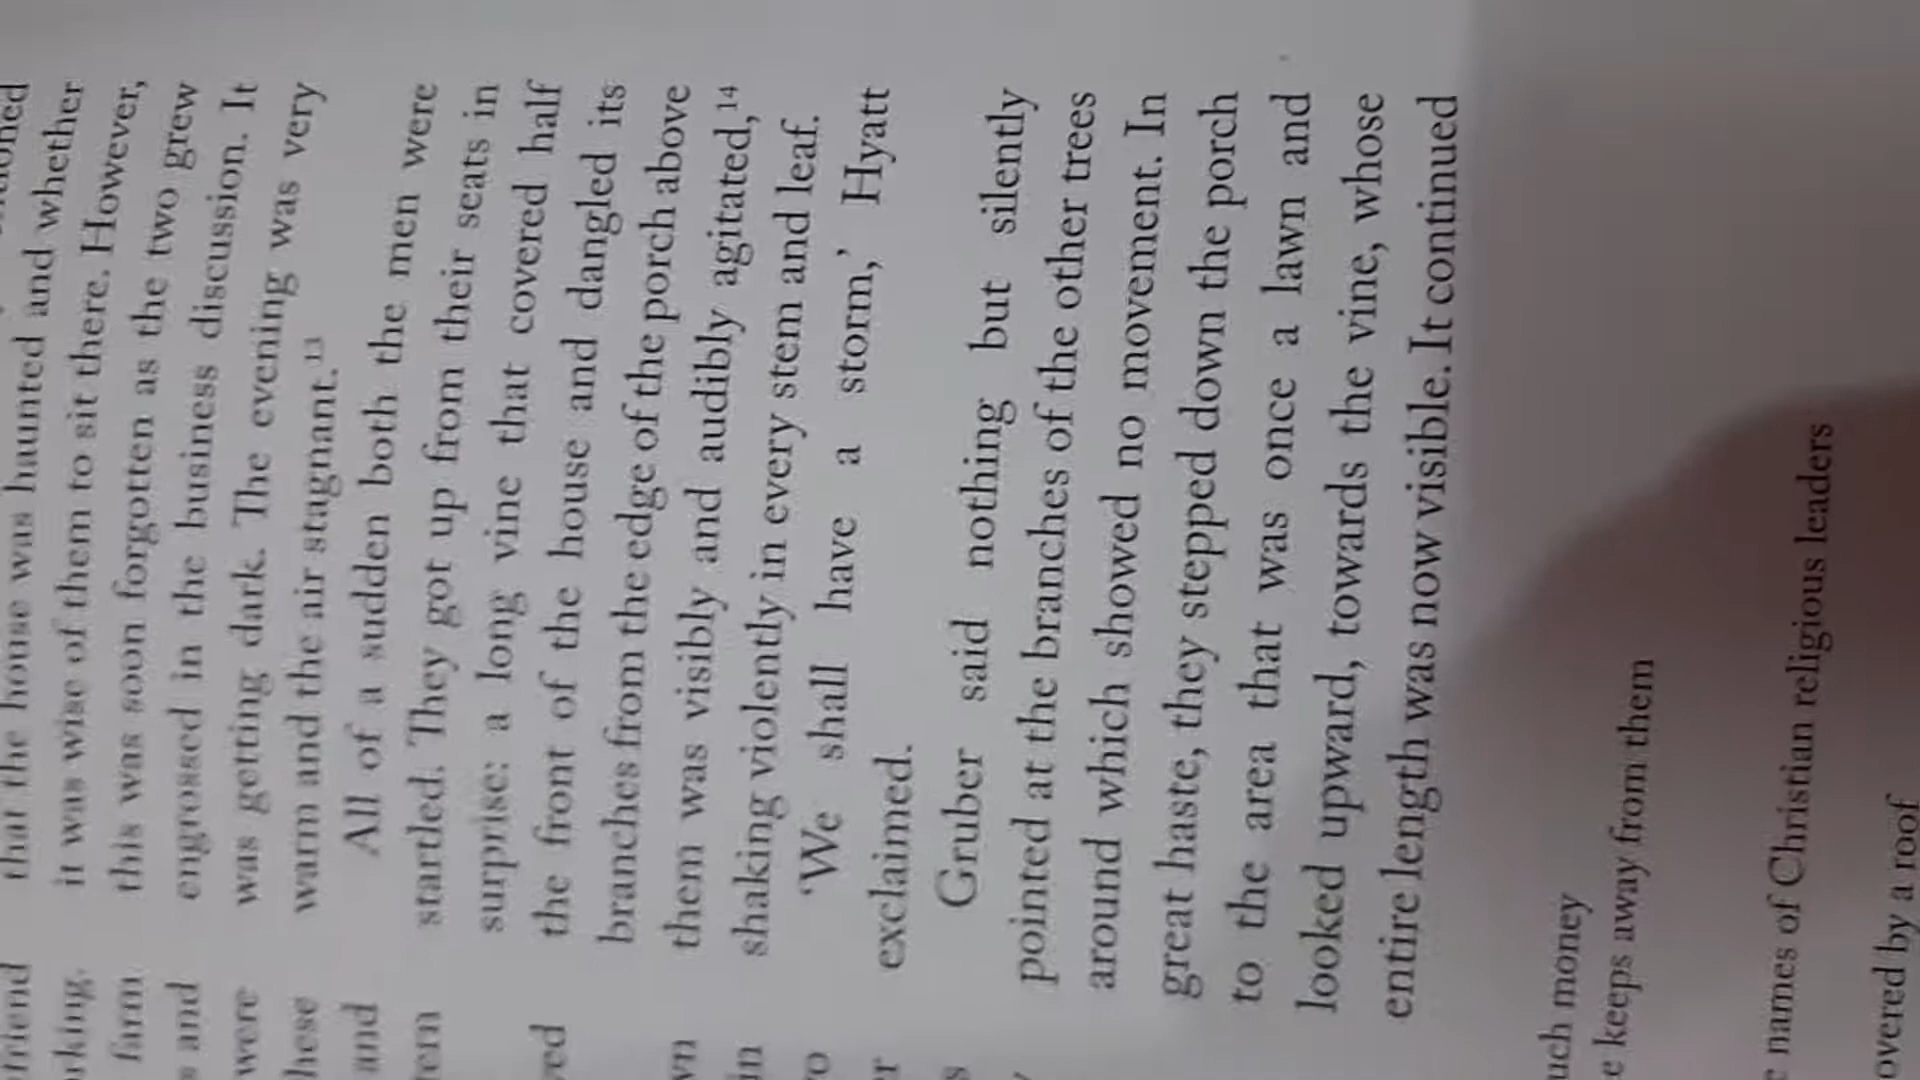 that the house was haunted and whether
it was wise of them to sit there. However,
this was soon forgotten as the two grew
engrossed in the business discussion. It
was getting dark. The evening was very
warm and the air stagnant.13
All of a sudden both the men were
startled. They got up from their seats in
surprise: a long vine that covered half
the front of the house and dangled its
branches from the edge of the porch above
them was visibly and audibly agitated,14
shaking violently in every stem and leaf.
‘We shall have a storm,’ Hyatt
exclaimed.
Gruber said nothing but silently
pointed at the branches of the other trees
around which showed no movement. In
great haste, they stepped down the porch
to the area that was once a lawn and
looked upward, towards the vine, whose
entire length was now visible. It continued
farm
and
were
and
money
keeps away from them
names of Christian religious leaders
by a roof